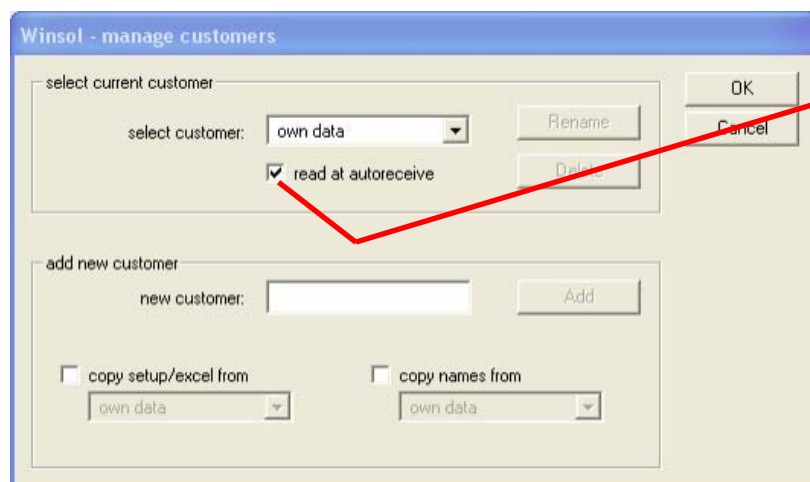 Winsol - manage customers
select current customer
OK
select customer: own data Rename
Cancel
read at autoreceive Delete
add new customer
new customer: Add
copy setup/excel from copy names from
own data own data